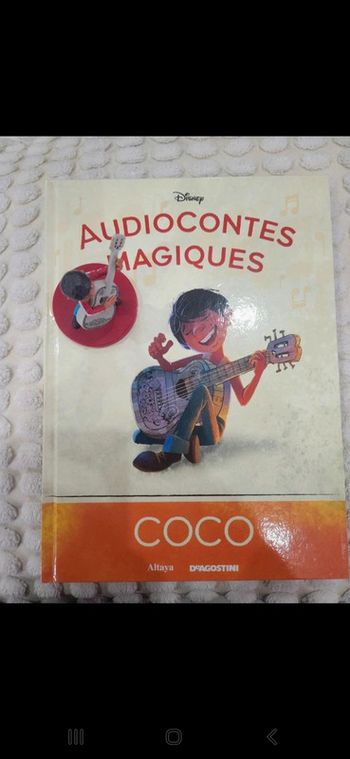 Disney
AUDIOCONTES
MAGIQUES
COCO
Altaya DeAGOSTINI